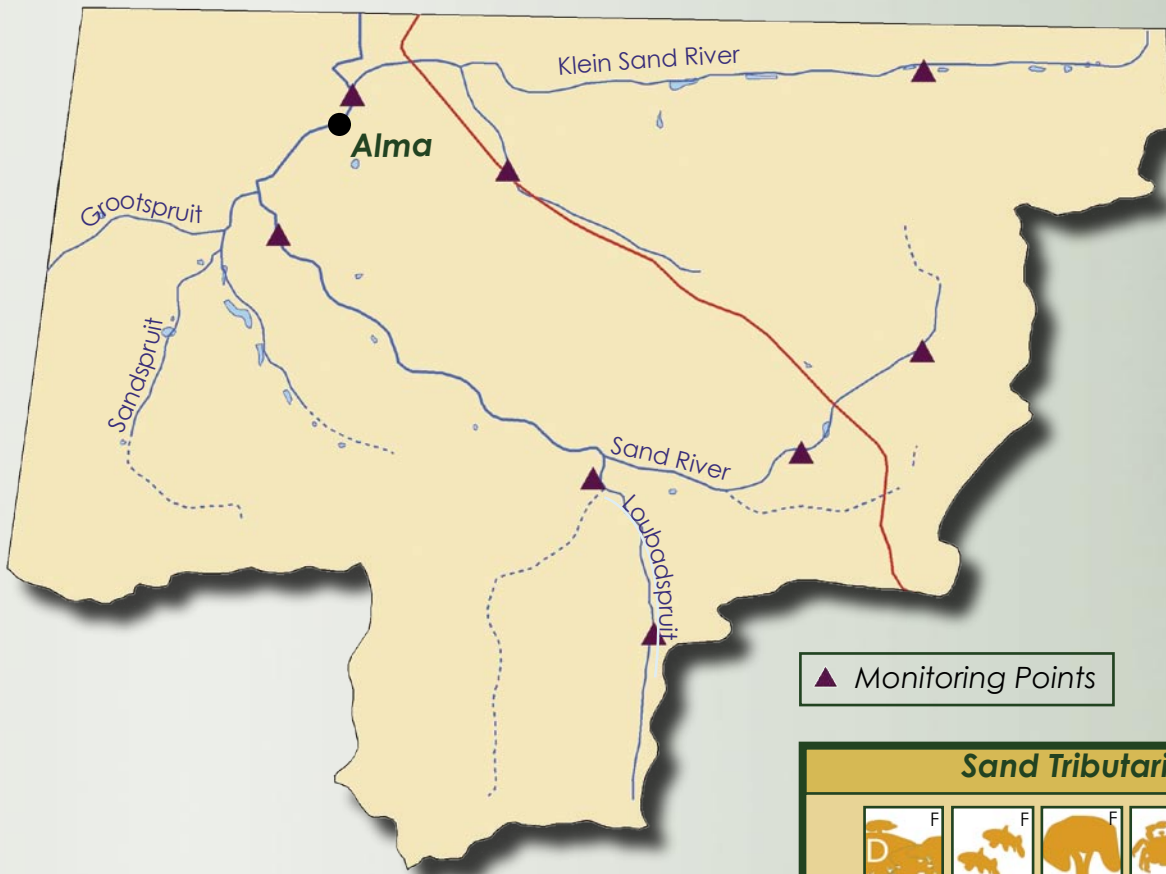 Klein Sand River
Alma
Grootspruit
Sandspruit
Sand River
Loubadspruit
Monitoring Points
Sand Tributari
F F F
D